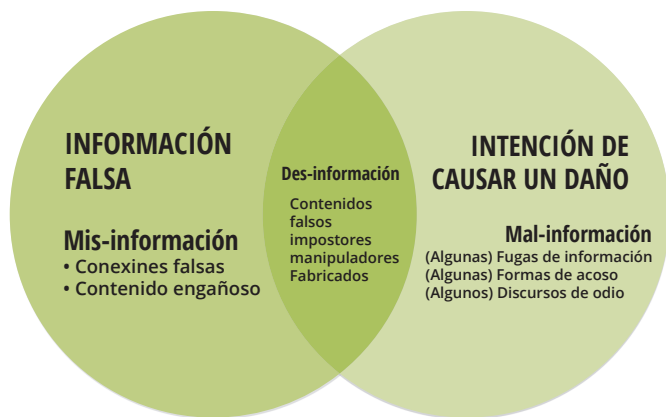 INFORMACIÓN
FALSA
Mis-información
• Conexines falsas
• Contenido engañoso
Des-información
Contenidos
falsos
impostores
manipuladores
Fabricados
INTENCIÓN DE
CAUSAR UN DAÑO
Mal-información
(Algunas) Fugas de información
(Algunas) Formas de acoso
(Algunos) Discursos de odio